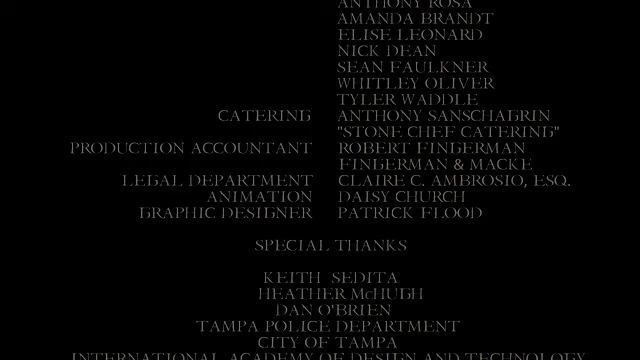 ANTHONY ROSA
AMANDA BRANDT
ELISE LEONARD
NICK DEAN
SEAN FAULKNER
WHITLEY OLIVER
TYLER WADDLE
CATERING ANTHONY SANSCHAGRIN
"STONE CHEF CATERING"
PRODUCTION ACCOUNTANT ROBERT FINGERMAN
FINGERMAN & MACKE
LEGAL DEPARTMENT CLAIRE C. AMBROSIO, ESQ.
ANIMATION DAISY CHURCH
GRAPHIC DESIGNER PATRICK FLOOD
SPECIAL THANKS
KEITH SEDITA
HEATHER McHUGH
DAN O'BRIEN
TAMPA POLICE DEPARTMENT
CITY OF TAMPA
INTERNATIONAL ACADEMY OF DESIGN AND TECHNOLOGY